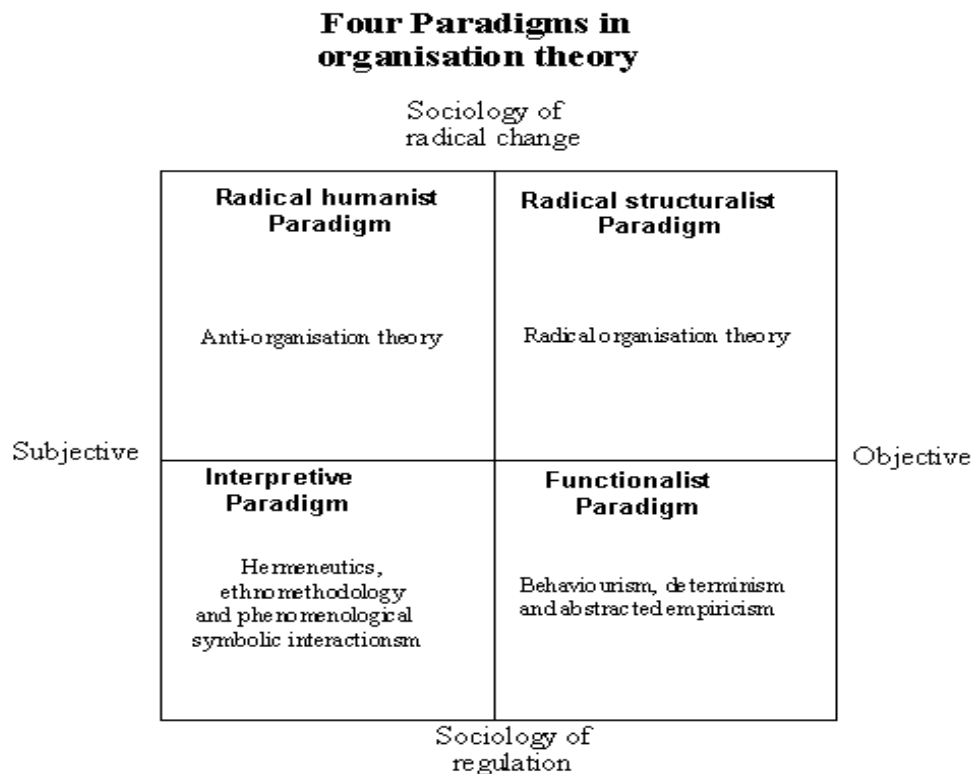 Four Paradigms in
organisation theory
Sociology of
radical change
Radical humanist
Paradigm
Radical structuralist
Paradigm
Anti-organisation theory
Radical organisation theory
Subjective
Objective
Interpretive
Paradigm
Functionalist
Paradigm
Hermeneutics,
ethnomethodology
and phenomenological
symbolic interactionsm
Behaviourism, determinism
and abstracted empiricism
Sociology of
regulation